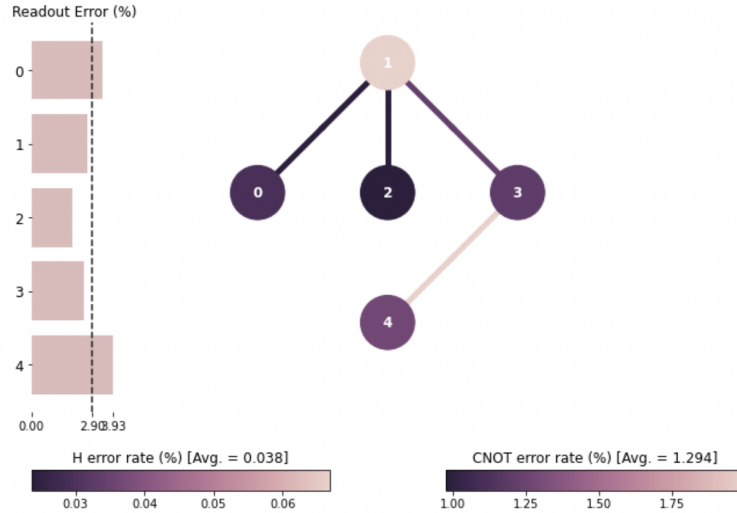 Readout Error (%)
0
1
2
3
4
0.00
2.90
3.93
1
0
2
3
4
H error rate (%) [Avg. = 0.038]
0.03 0.04 0.05 0.06
CNOT error rate (%) [Avg. = 1.294]
1.00 1.25 1.50 1.75